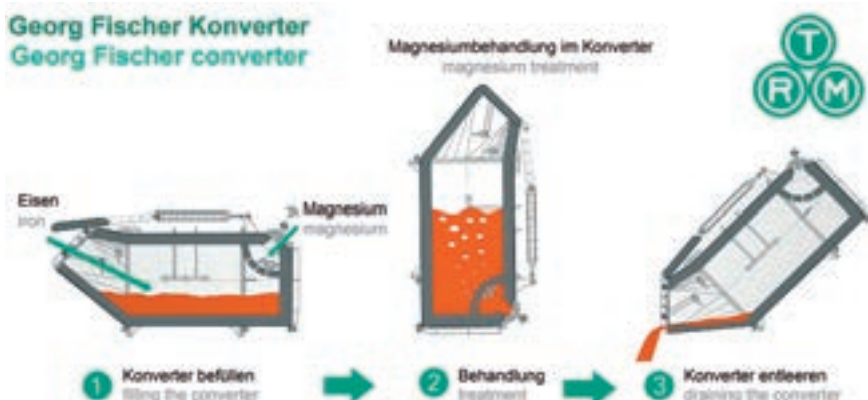 Georg Fischer Konverter
Georg Fischer converter
Magnesiumbehandlung im Konverter
magnesium treatment
T
R M
Eisen
iron
Magnesium
magnesium
1 Konverter befüllen
filling the converter
2 Behandlung
treatment
3 Konverter entleeren
draining the converter